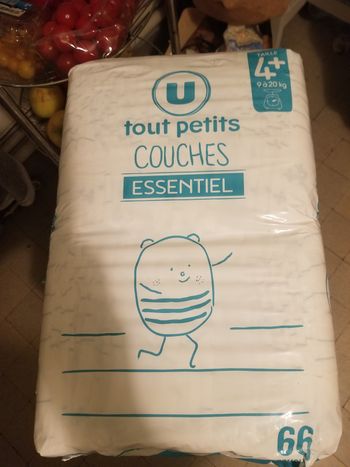 U
TAILLE
4+
9 à 20 kg
tout petits
COUCHES
ESSENTIEL
66